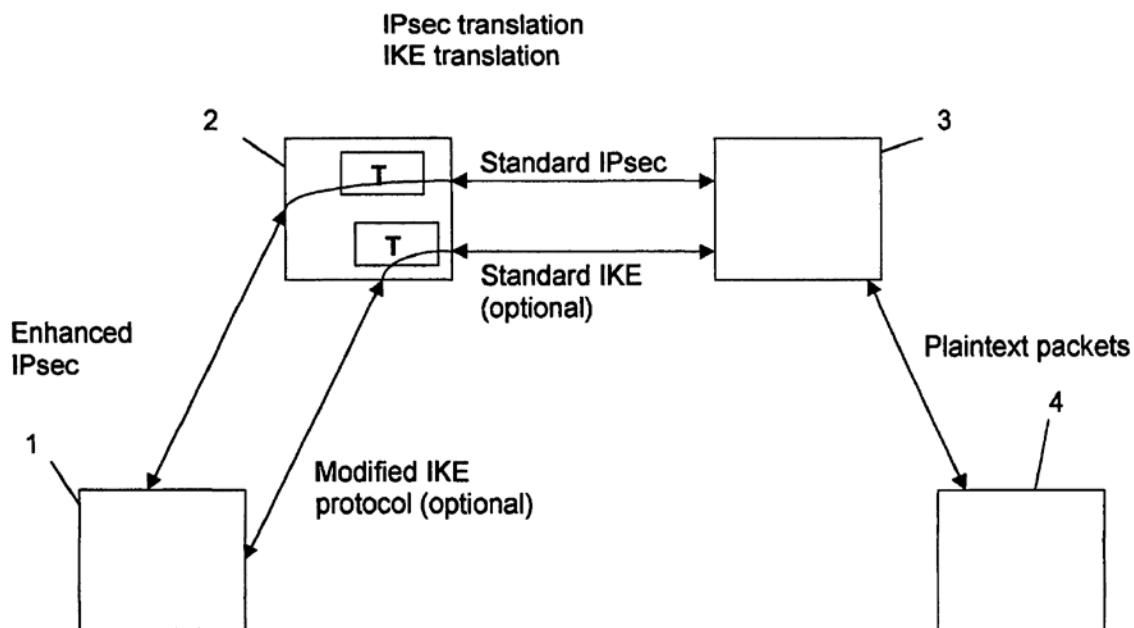 IPsec translation
IKE translation
2
3
T
Standard IPsec
T
Standard IKE
(optional)
Enhanced
IPsec
Plaintext packets
4
1
Modified IKE
protocol (optional)